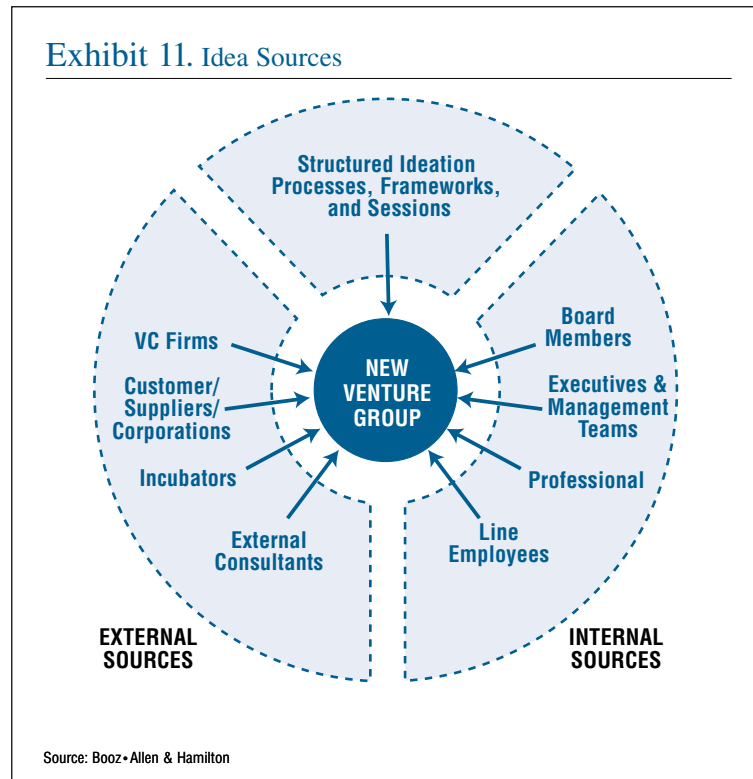 Exhibit 11. Idea Sources
Structured Ideation
Processes, Frameworks,
and Sessions
VC Firms
Customer/
Suppliers/
Corporations
Incubators
External
Consultants
NEW
VENTURE
GROUP
Board
Members
Executives &
Management
Teams
Professional
Line
Employees
EXTERNAL
SOURCES
INTERNAL
SOURCES
Source: Booz•Allen & Hamilton